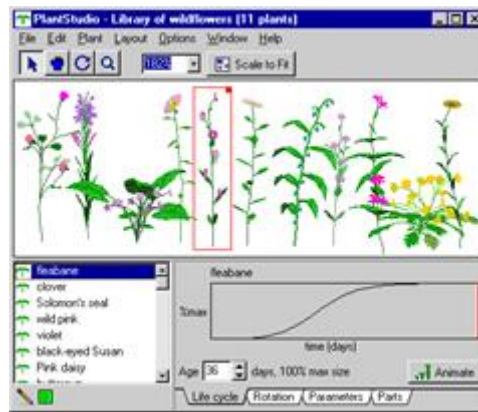 PlantStudio - Library of wildflowers (11 plants)
File Edit Plant Layout Options Window Help
182% Scale to Fit
fleabane
clover
Solomon's seal
wild pink
violet
black-eyed Susan
Pink daisy
fleabane
%max
time (days)
Age 36 days, 100% max size
Animate
Life cycle Rotation Parameters Parts